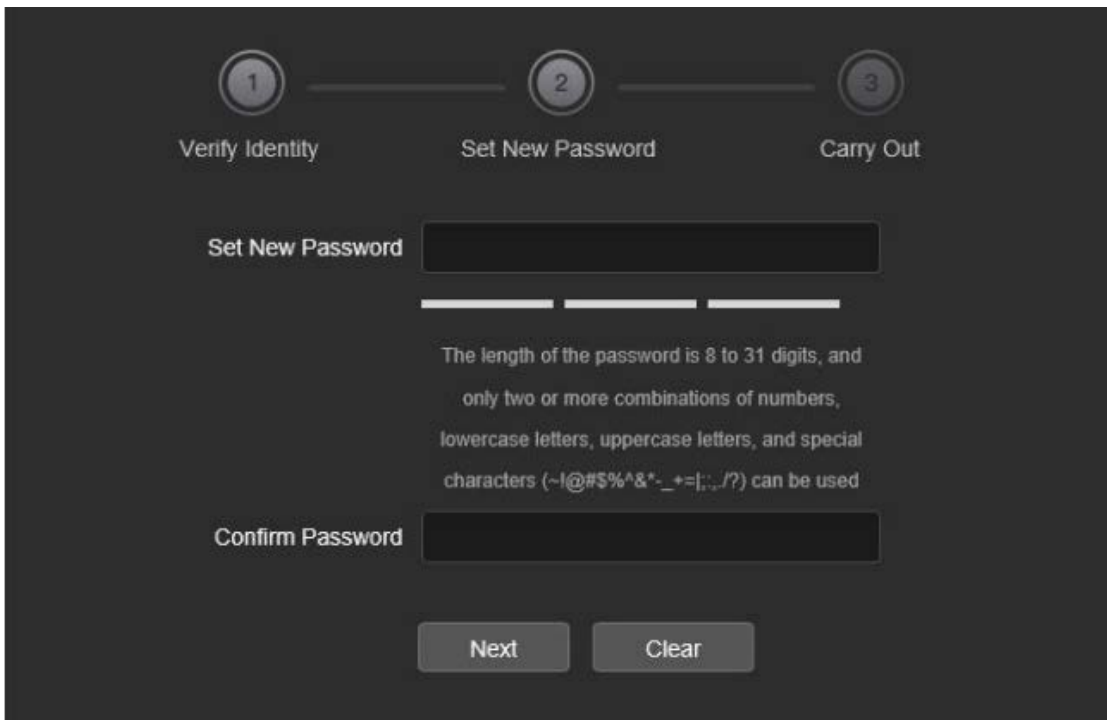 1
2
3
Verify Identity
Set New Password
Carry Out
Set New Password
The length of the password is 8 to 31 digits, and
only two or more combinations of numbers,
lowercase letters, uppercase letters, and special
characters (~!@#$%^&*-_+=|;:,./?) can be used
Confirm Password
Next
Clear